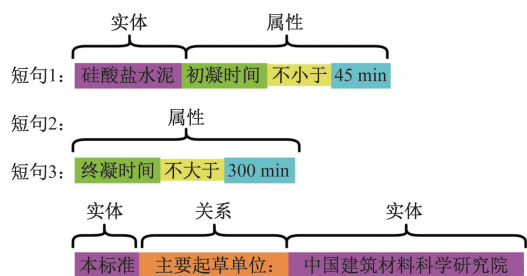 实体 属性
短句1: 硅酸盐水泥 初凝时间 不小于 45 min
短句2:
属性
短句3: 终凝时间 不大于 300 min
实体 关系 实体
本标准 主要起草单位: 中国建筑材料科学研究院